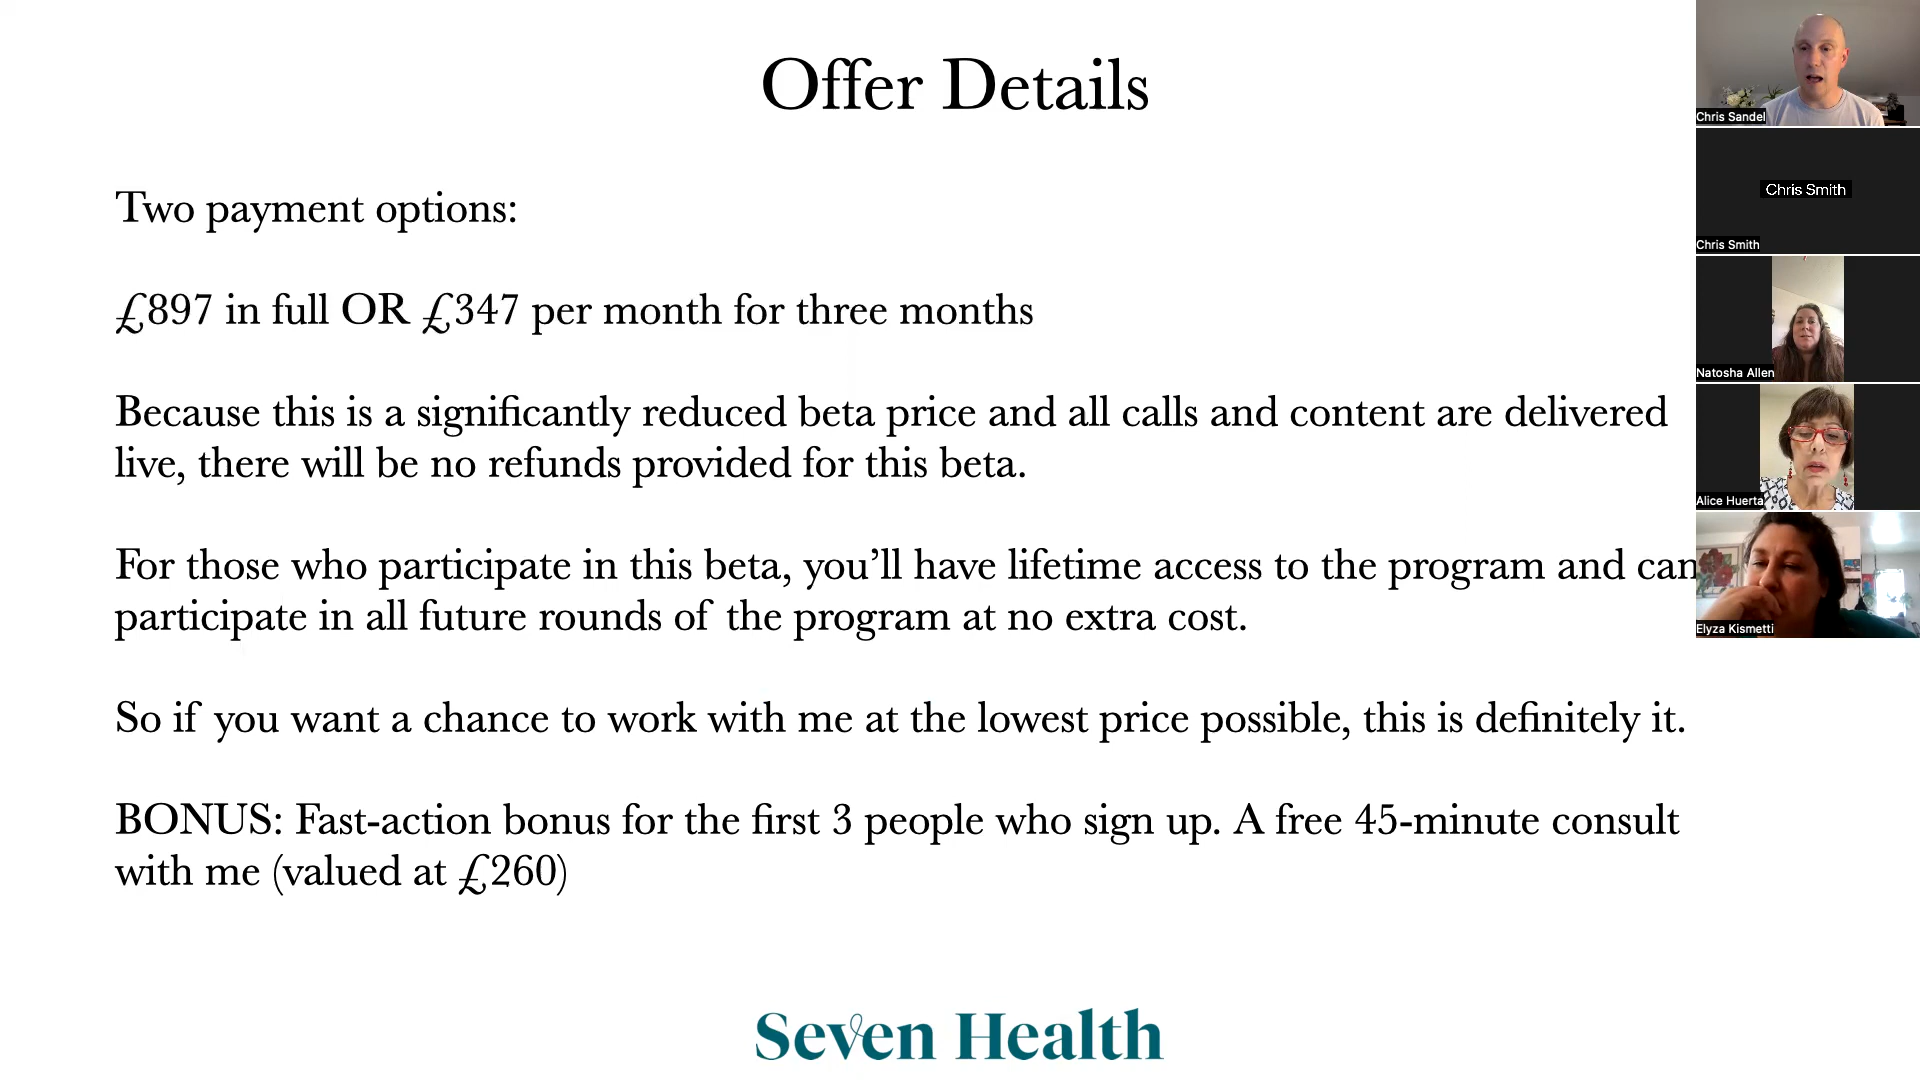 Offer Details
Two payment options:
£897 in full OR £347 per month for three months
Because this is a significantly reduced beta price and all calls and content are delivered
live, there will be no refunds provided for this beta.
For those who participate in this beta, you’ll have lifetime access to the program and can
participate in all future rounds of the program at no extra cost.
So if you want a chance to work with me at the lowest price possible, this is definitely it.
BONUS: Fast-action bonus for the first 3 people who sign up. A free 45-minute consult
with me (valued at £260)
Seven Health
Chris Sandel
Chris Smith
Chris Smith
Natosha Allen
Alice Huerta
Elyza Kismetti